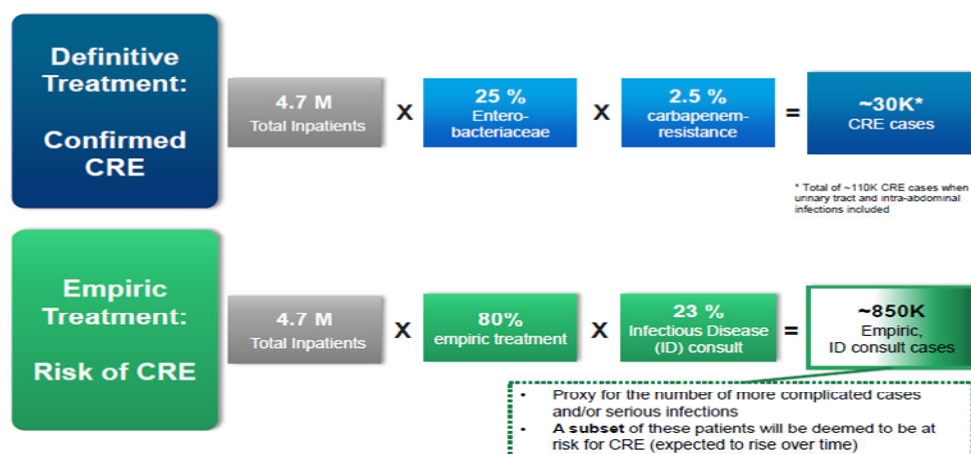 Definitive
Treatment:
Confirmed
CRE
4.7 M
Total Inpatients
X
25 %
Entero-
bacteriaceae
X
2.5 %
carbapenem-
resistance
=
~30K*
CRE cases
* Total of ~110K CRE cases when
urinary tract and intra-abdominal
infections included
Empiric
Treatment:
Risk of CRE
4.7 M
Total Inpatients
X
80%
empiric treatment
X
23 %
Infectious Disease
(ID) consult
=
~850K
Empiric,
ID consult cases
• Proxy for the number of more complicated cases
and/or serious infections
• A subset of these patients will be deemed to be at
risk for CRE (expected to rise over time)